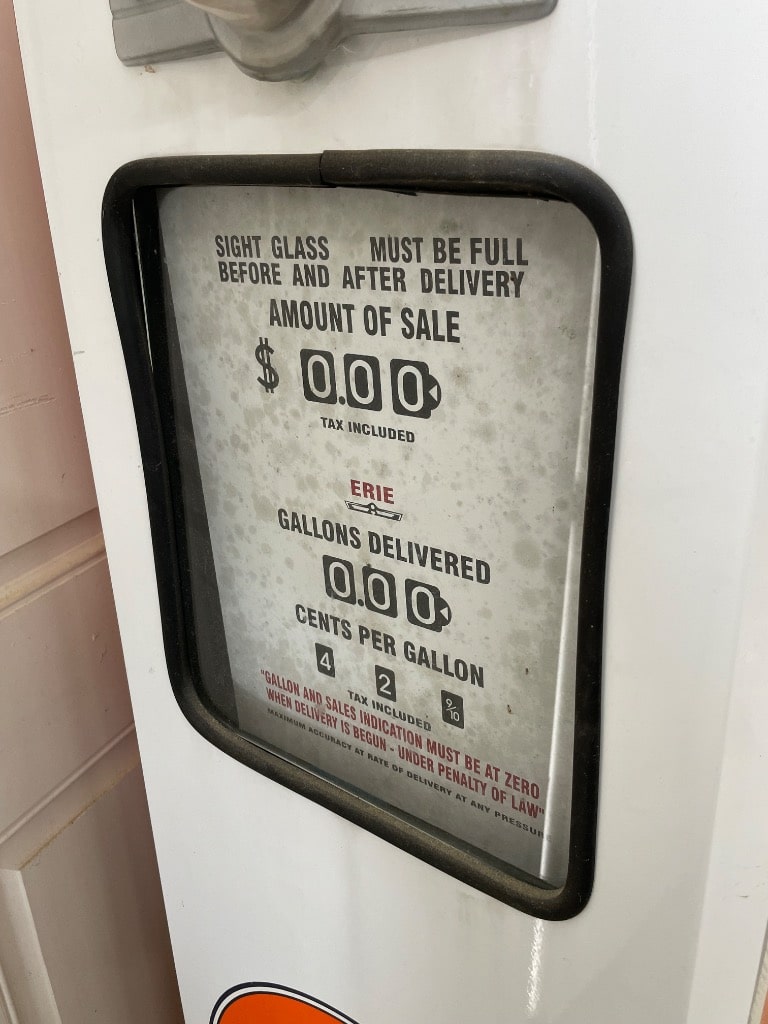 SIGHT GLASS MUST BE FULL
BEFORE AND AFTER DELIVERY
AMOUNT OF SALE
$ 0.00
TAX INCLUDED
ERIE
GALLONS DELIVERED
0.00
CENTS PER GALLON
4 2 9/10
TAX INCLUDED
"GALLON AND SALES INDICATION MUST BE AT ZERO
WHEN DELIVERY IS BEGUN - UNDER PENALTY OF LAW"
MAXIMUM ACCURACY AT RATE OF DELIVERY AT ANY PRESSURE